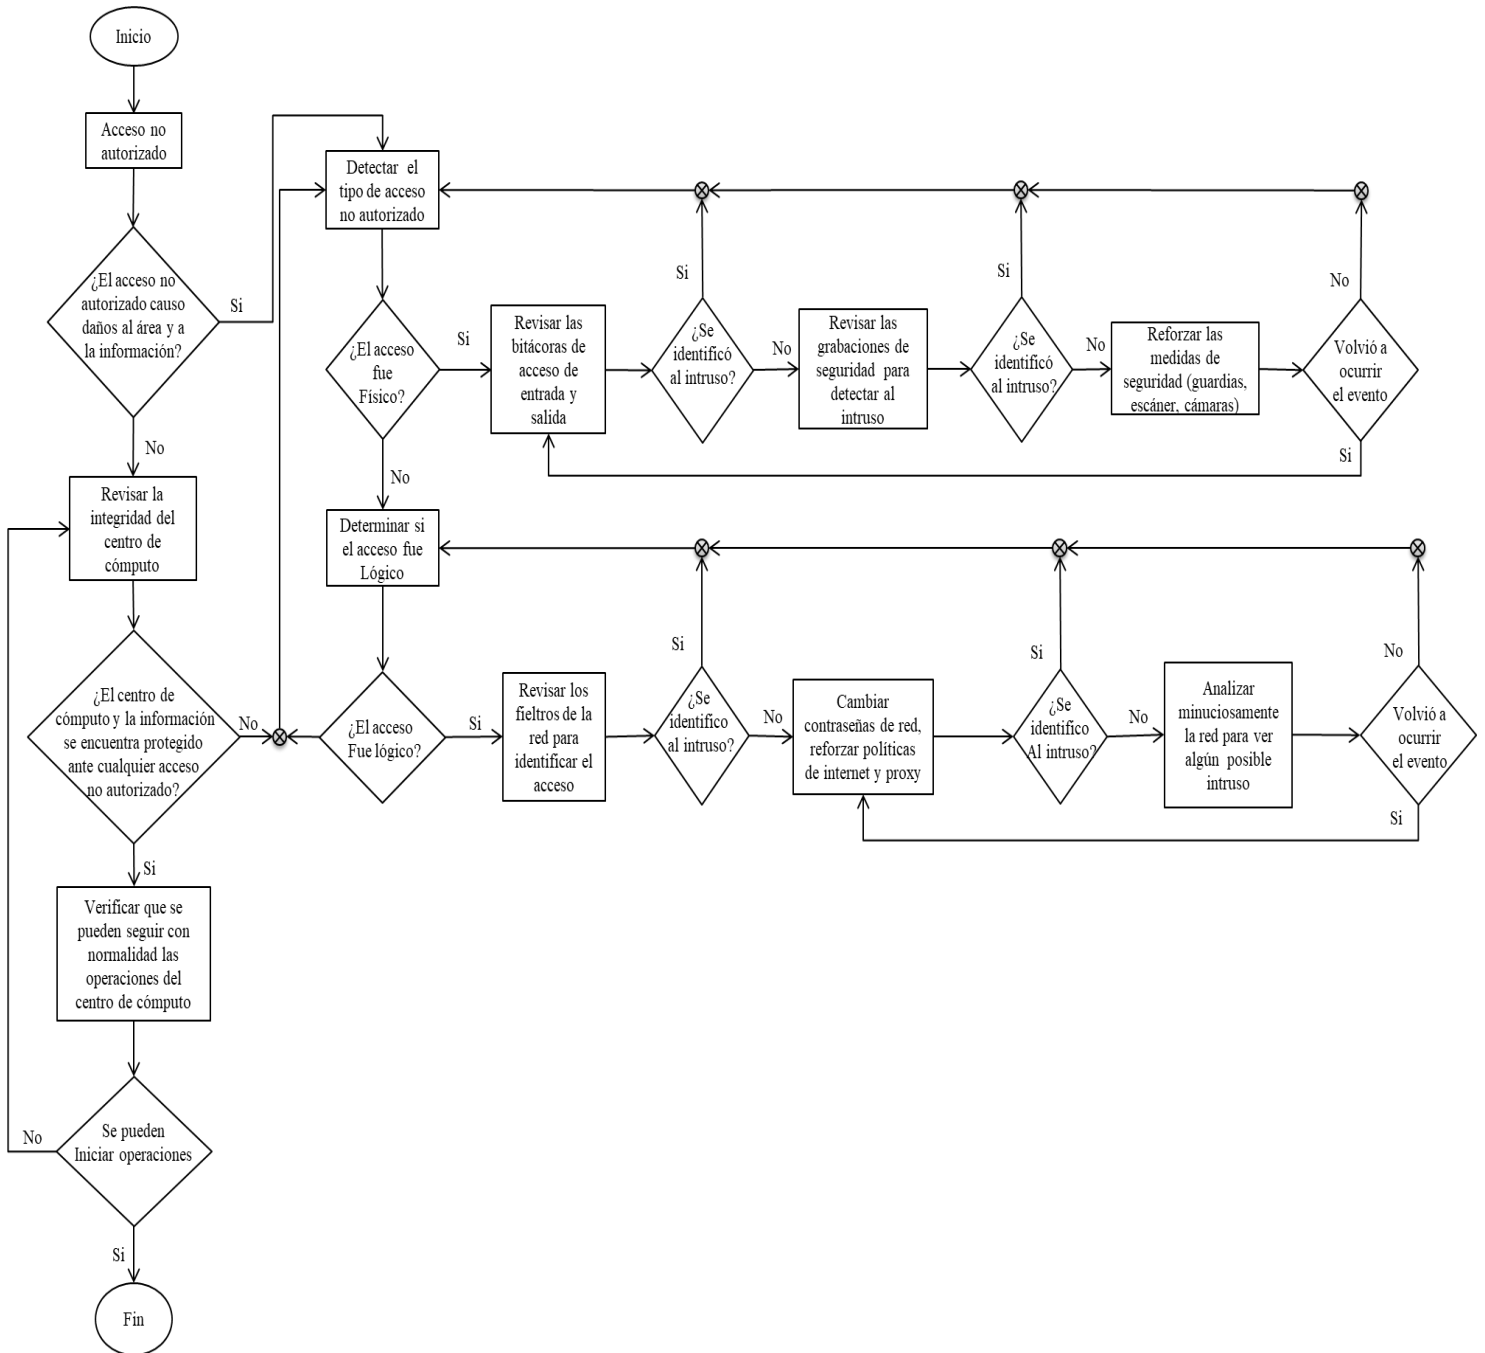 Inicio
Acceso no
autorizado
¿El acceso no
autorizado causo
daños al área y a
la información?
Si
No
Revisar la
integridad del
centro de
cómputo
¿El centro de
cómputo y la información
se encuentra protegido
ante cualquier acceso
no autorizado?
No
Si
Verificar que se
pueden seguir con
normalidad las
operaciones del
centro de cómputo
Se pueden
Iniciar operaciones
No
Si
Fin
Detectar el
tipo de acceso
no autorizado
¿El acceso
fue
Físico?
Si
No
Revisar las
bitácoras de
acceso de
entrada y
salida
¿Se
identificó
al intruso?
Si
No
Revisar las
grabaciones de
seguridad para
detectar al
intruso
¿Se
identificó
al intruso?
Si
No
Reforzar las
medidas de
seguridad (guardias,
escáner, cámaras)
Volvió a
ocurrir
el evento
No
Si
Determinar si
el acceso fue
Lógico
¿El acceso
Fue lógico?
Si
Revisar los
fieltros de la
red para
identificar el
acceso
¿Se
identifico
al intruso?
Si
No
Cambiar
contraseñas de red,
reforzar políticas
de internet y proxy
¿Se
identifico
Al intruso?
Si
No
Analizar
minuciosamente
la red para ver
algún posible
intruso
Volvió a
ocurrir
el evento
No
Si